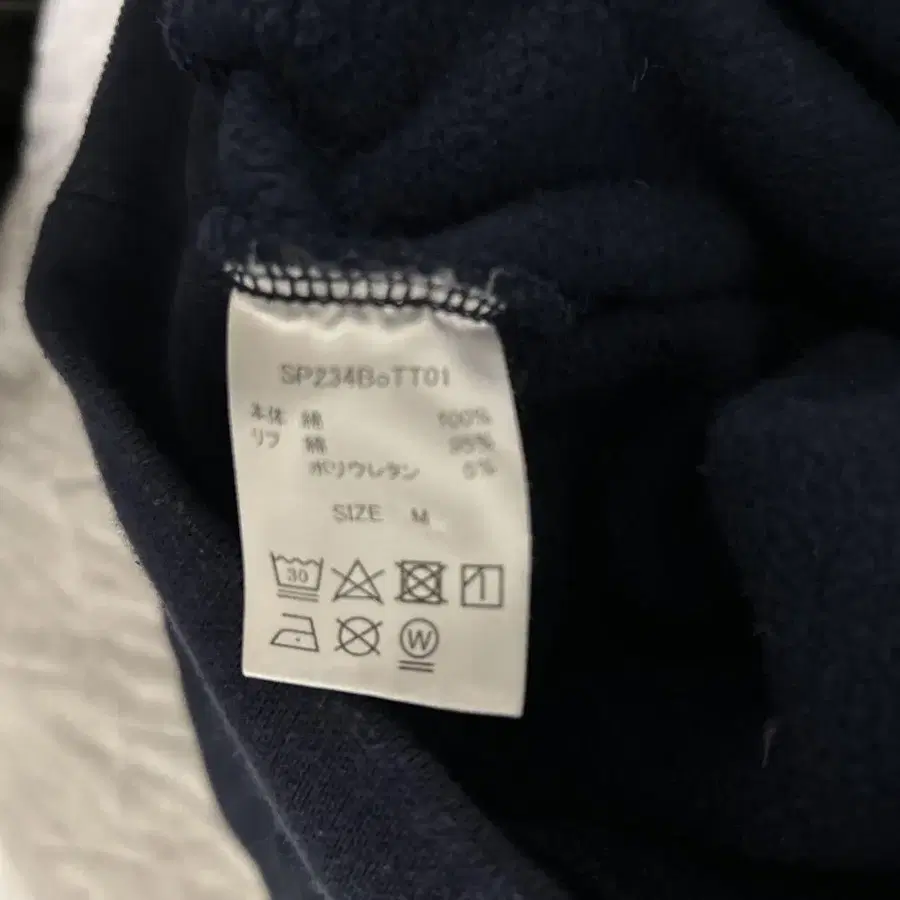 SP234BoTT01
本体 綿 100%
リブ 綿 95%
ポリウレタン 5%
SIZE M
30
W